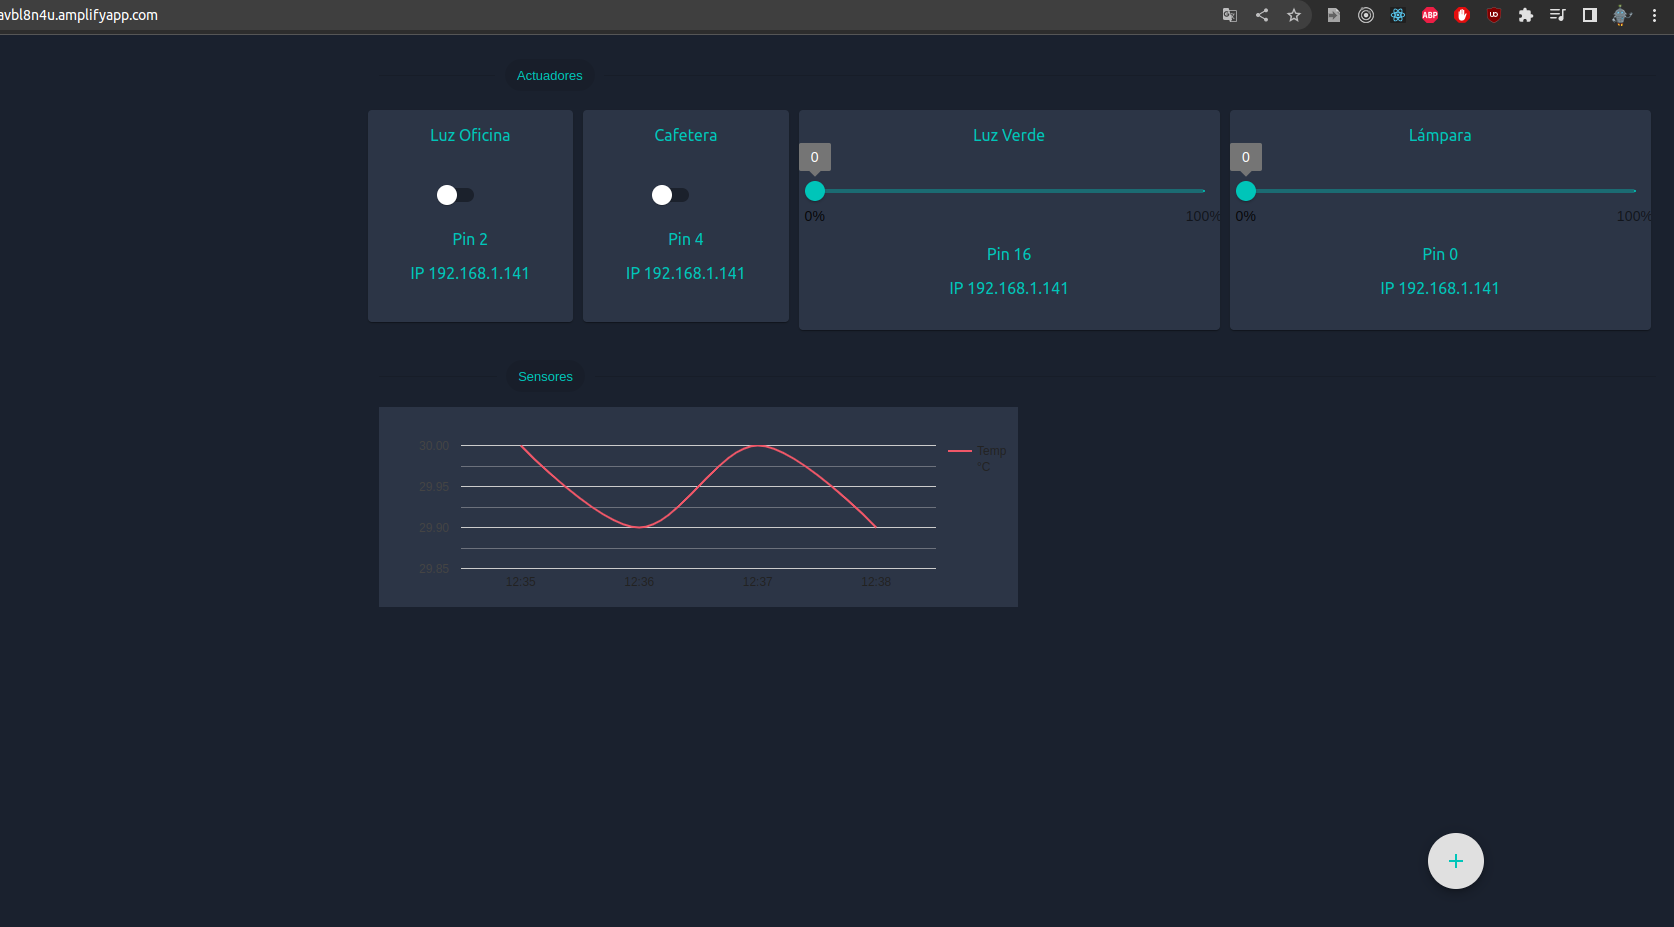 avbl8n4u.amplifyapp.com
ABP
UO
Actuadores
Luz Oficina
Pin 2
IP 192.168.1.141
Cafetera
Pin 4
IP 192.168.1.141
Luz Verde
0
0% 100%
Pin 16
IP 192.168.1.141
Lámpara
0
0% 100%
Pin 0
IP 192.168.1.141
Sensores
30.00
29.95
29.90
29.85
12:35 12:36 12:37 12:38
Temp
°C